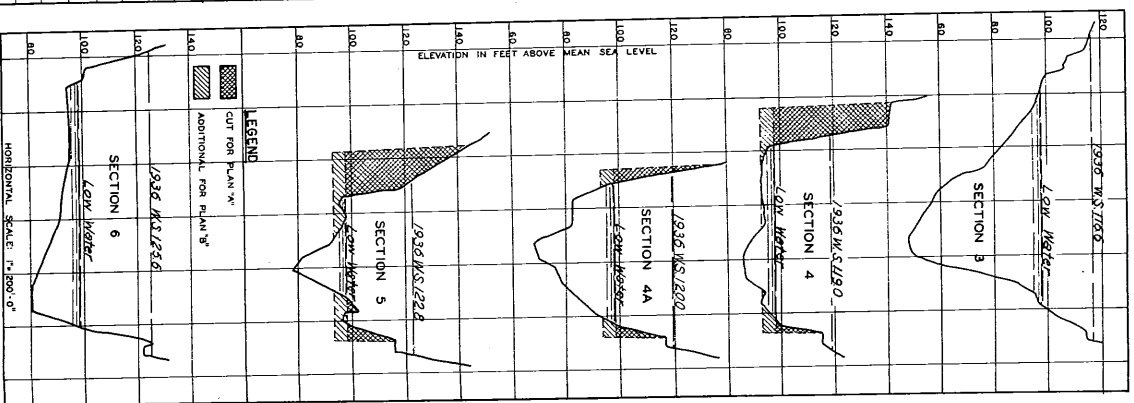 120
1936 W.S. 116.6
100
Low Water
80
SECTION 3
60
140
1936 W.S. 119.0
120
SECTION 4
100
Low Water
120
1936 W.S. 120.0
SECTION 4A
100
Low Water
80
ELEVATION IN FEET ABOVE MEAN SEA LEVEL
140
1936 W.S. 122.8
120
SECTION 5
100
Low Water
80
LEGEND
CUT FOR PLAN "A"
ADDITIONAL FOR PLAN "B"
140
1936 W.S. 125.6
120
SECTION 6
100
Low Water
80
HORIZONTAL SCALE: 1"= 200'-0"